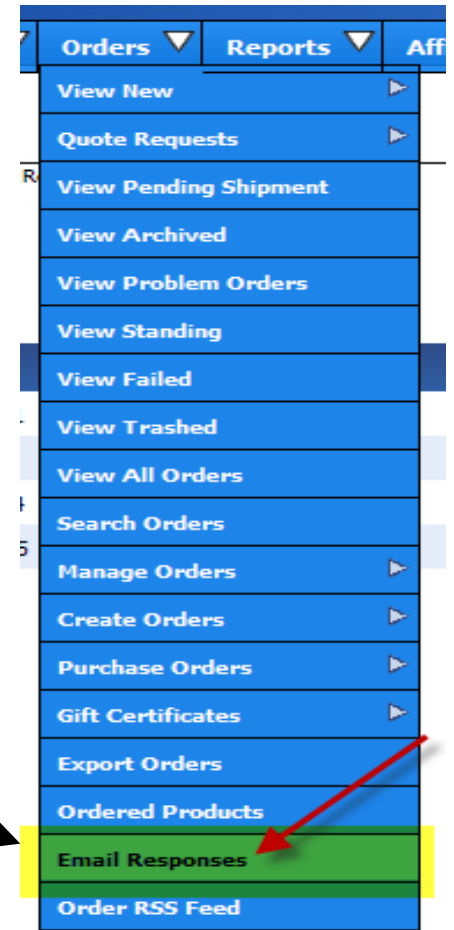 Orders Reports Aff
View New
Quote Requests
R
View Pending Shipment
View Archived
View Problem Orders
View Standing
View Failed
View Trashed
4
View All Orders
Search Orders
5
Manage Orders
Create Orders
Purchase Orders
Gift Certificates
Export Orders
Ordered Products
Email Responses
Order RSS Feed